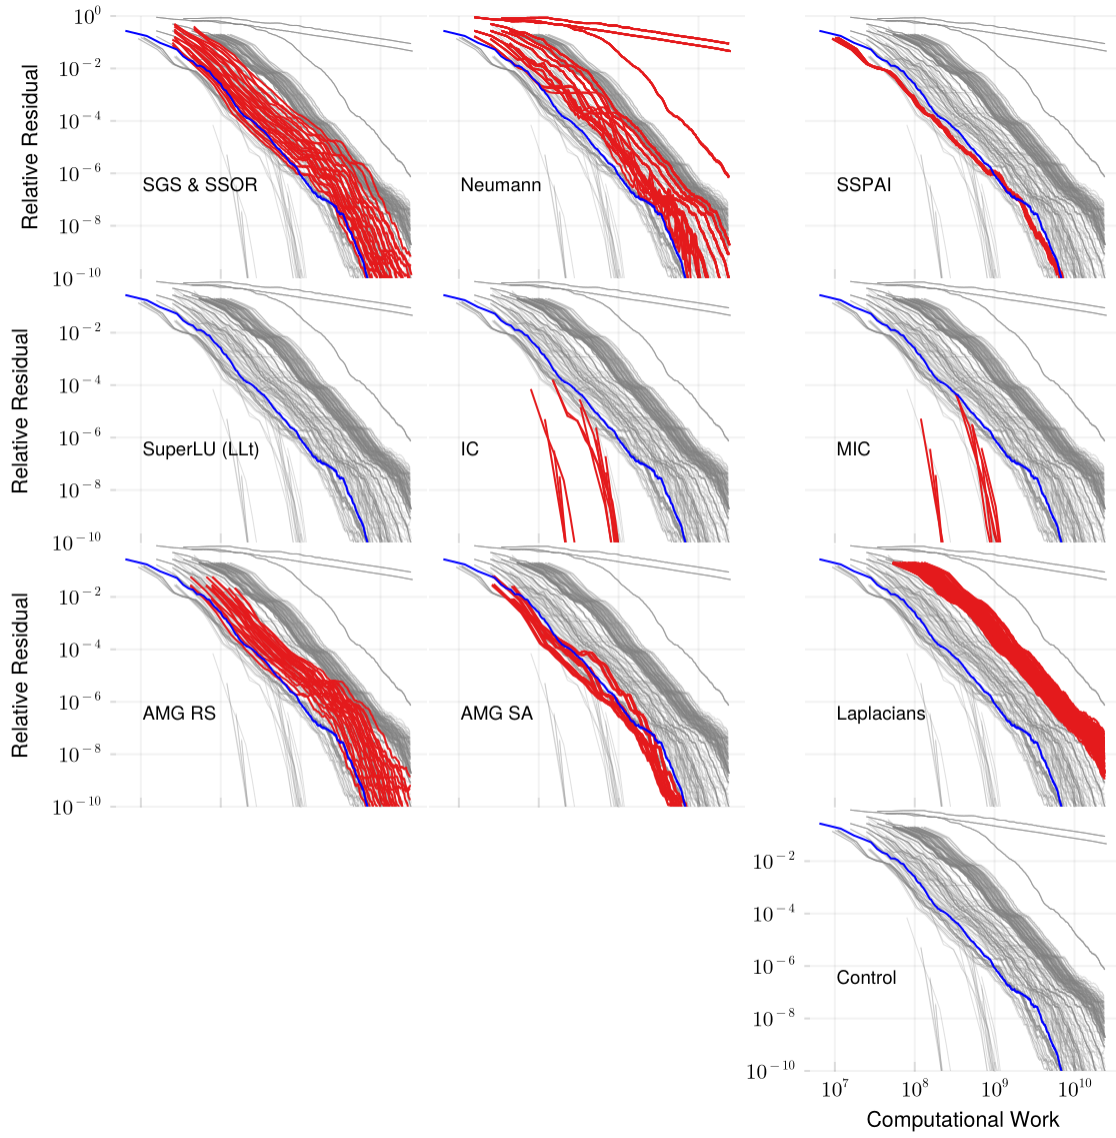 Relative Residual
10^0
10^−2
10^−4
10^−6
10^−8
10^−10
SGS & SSOR
Neumann
SSPAI
Relative Residual
10^−2
10^−4
10^−6
10^−8
10^−10
SuperLU (LLt)
IC
MIC
Relative Residual
10^−2
10^−4
10^−6
10^−8
10^−10
AMG RS
AMG SA
Laplacians
10^−2
10^−4
10^−6
10^−8
10^−10
Control
10^7 10^8 10^9 10^10
Computational Work